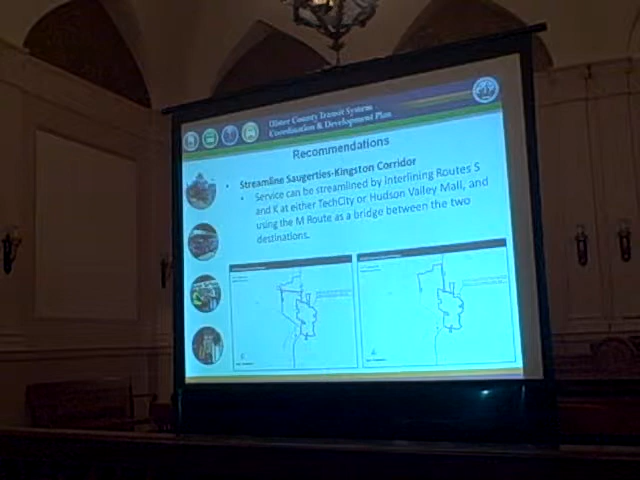 Ulster County Transit System
Coordination & Development Plan
Recommendations
• Streamline Saugerties-Kingston Corridor
• Service can be streamlined by interlining Routes S
and K at either TechCity or Hudson Valley Mall, and
using the M Route as a bridge between the two
destinations.